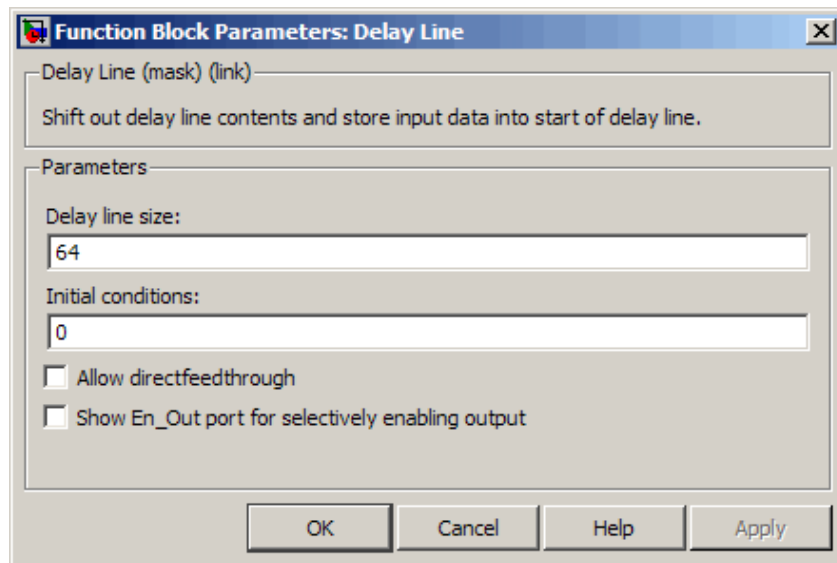 Function Block Parameters: Delay Line
Delay Line (mask) (link)
Shift out delay line contents and store input data into start of delay line.
Parameters
Delay line size:
64
Initial conditions:
0
Allow directfeedthrough
Show En_Out port for selectively enabling output
OK Cancel Help Apply